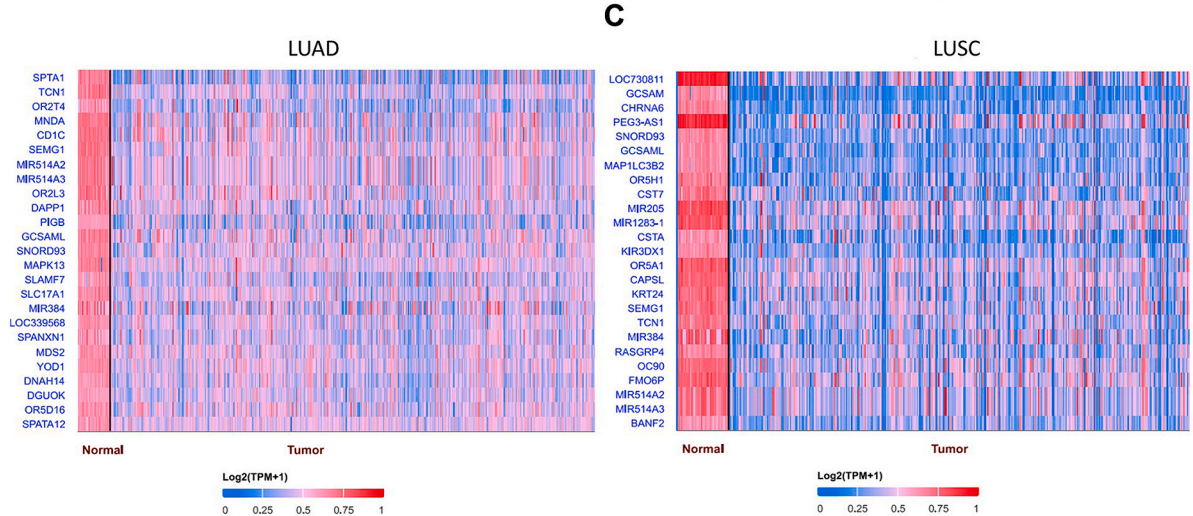 C
LUAD
SPTA1
TCN1
OR2T4
MNDA
CD1C
SEMG1
MIR514A2
MIR514A3
OR2L3
DAPP1
PIGB
GCSAML
SNORD93
MAPK13
SLAMF7
SLC17A1
MIR384
LOC339568
SPANXN1
MDS2
YOD1
DNAH14
DGUOK
OR5D16
SPATA12
Normal Tumor
Log2(TPM+1)
0 0.25 0.5 0.75 1
LUSC
LOC730811
GCSAM
CHRNA6
PEG3-AS1
SNORD93
GCSAML
MAP1LC3B2
OR5H1
CST7
MIR205
MIR1283-1
CSTA
KIR3DX1
OR5A1
CAPSL
KRT24
SEMG1
TCN1
MIR384
RASGRP4
OC90
FMO6P
MIR514A2
MIR514A3
BANF2
Normal Tumor
Log2(TPM+1)
0 0.25 0.5 0.75 1